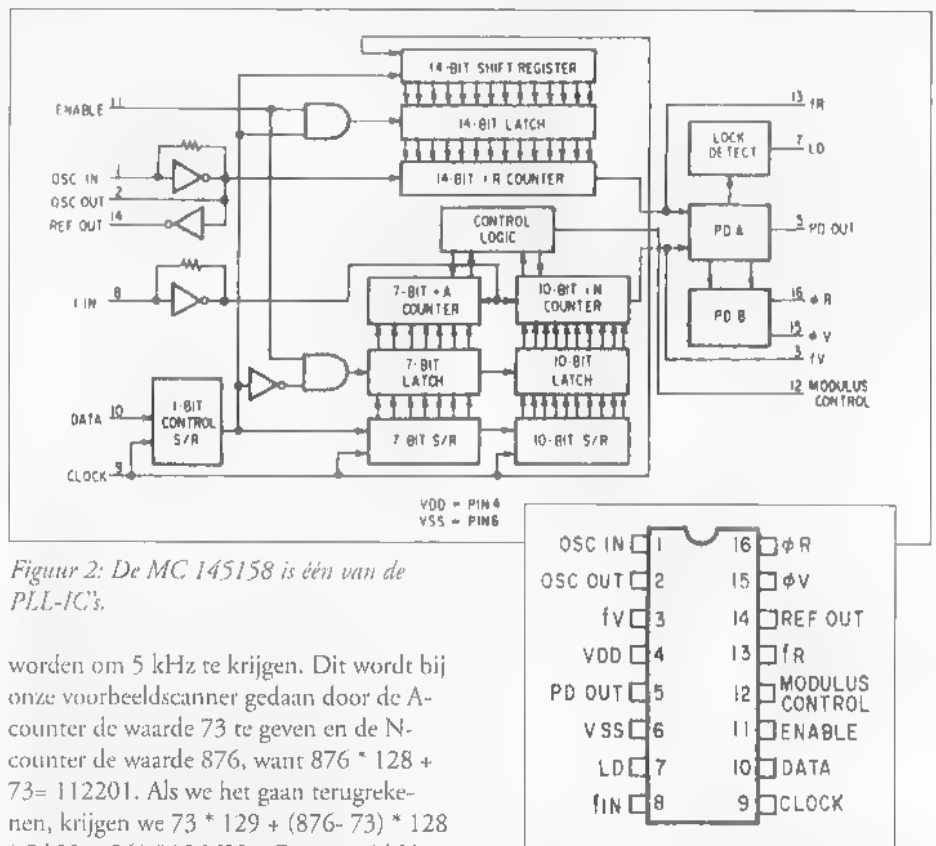 14-BIT SHIFT REGISTER
ENABLE 11
14-BIT LATCH
13 fR
LOCK DETECT
7 LD
OSC IN 1
14-BIT ÷R COUNTER
OSC OUT 2
REF OUT 14
CONTROL LOGIC
PD A
5 PD OUT
f IN 8
7-BIT ÷A COUNTER
10-BIT ÷N COUNTER
PD B
16 ϕR
15 ϕV
3 fV
7-BIT LATCH
10-BIT LATCH
12 MODULUS CONTROL
DATA 10
1-BIT CONTROL S/R
7-BIT S/R
10-BIT S/R
CLOCK 9
VDD = PIN 4
VSS = PIN 6
Figuur 2: De MC 145158 is één van de
PLL-IC's.
worden om 5 kHz te krijgen. Dit wordt bij
onze voorbeeldscanner gedaan door de A-
counter de waarde 73 te geven en de N-
counter de waarde 876, want 876 * 128 +
73= 112201. Als we het gaan terugreke-
nen, krijgen we 73 * 129 + (876- 73) * 128
OSC IN 1 16 ϕR
OSC OUT 2 15 ϕV
fV 3 14 REF OUT
VDD 4 13 fR
PD OUT 5 12 MODULUS CONTROL
VSS 6 11 ENABLE
LD 7 10 DATA
fIN 8 9 CLOCK